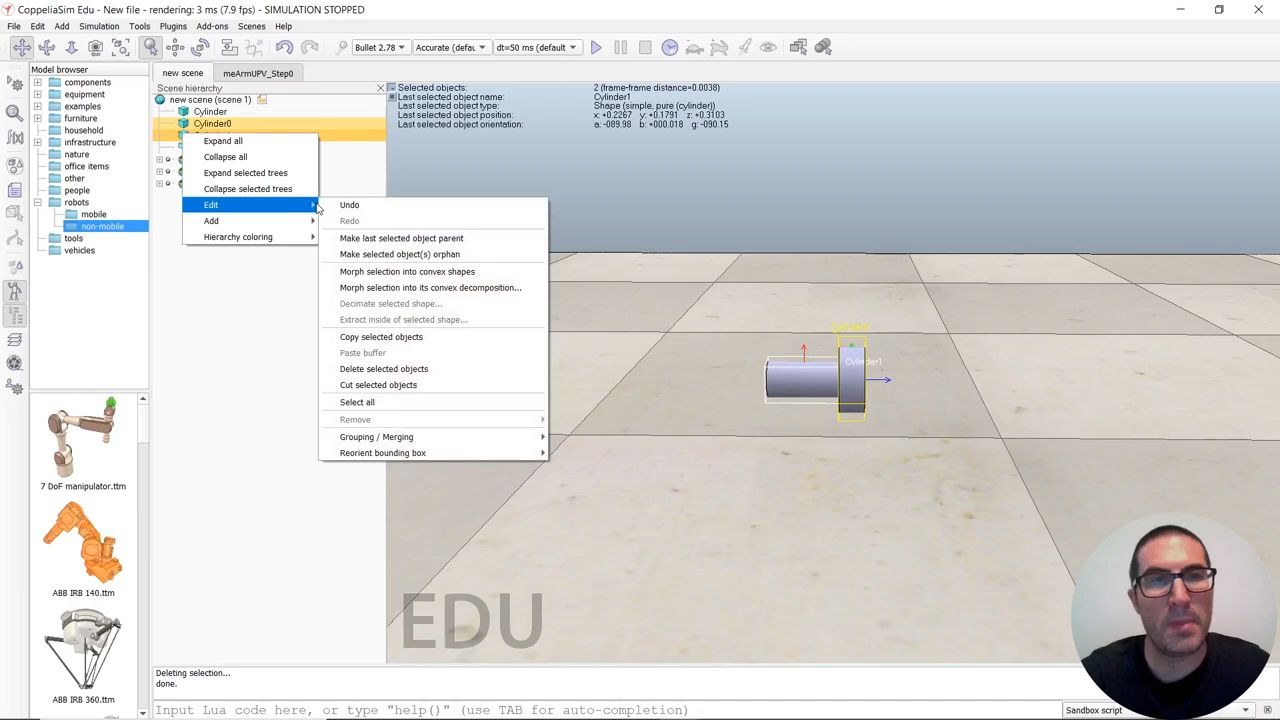 CoppeliaSim Edu - New file - rendering: 3 ms (7.9 fps) - SIMULATION STOPPED
File Edit Add Simulation Tools Plugins Add-ons Scenes Help
Bullet 2.78 Accurate (defau dt=50 ms (default)
Model browser
components
equipment
examples
furniture
household
infrastructure
nature
office items
other
people
robots
mobile
non-mobile
tools
vehicles
7 DoF manipulator.ttm
ABB IRB 140.ttm
ABB IRB 360.ttm
new scene meArmUPV_Step0
Scene hierarchy
new scene (scene 1)
Cylinder
Cylinder0
Expand all
Collapse all
Expand selected trees
Collapse selected trees
Edit
Add
Hierarchy coloring
Undo
Redo
Make last selected object parent
Make selected object(s) orphan
Morph selection into convex shapes
Morph selection into its convex decomposition...
Decimate selected shape...
Extract inside of selected shape...
Copy selected objects
Paste buffer
Delete selected objects
Cut selected objects
Select all
Remove
Grouping / Merging
Reorient bounding box
Selected objects: 2 (frame-frame distance=0.0038)
Last selected object name: Cylinder1
Last selected object type: Shape (simple, pure (cylinder))
Last selected object position: x: +0.2267 y: +0.1791 z: +0.3103
Last selected object orientation: a: -089.98 b: +000.018 g: -090.15
Cylinder1
EDU
Deleting selection...
done.
Input Lua code here, or type "help()" (use TAB for auto-completion)
Sandbox script